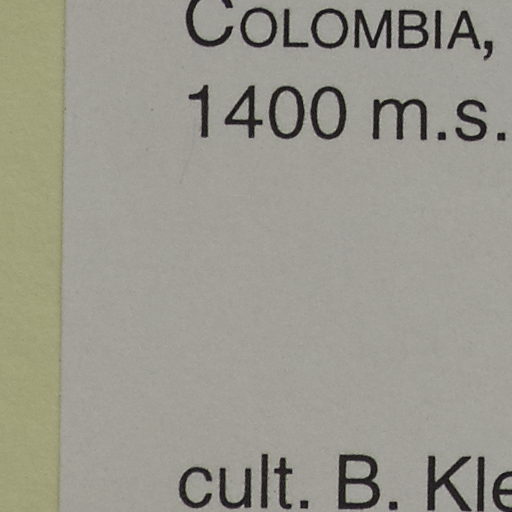 COLOMBIA,
1400 m.s.
cult. B. Kle